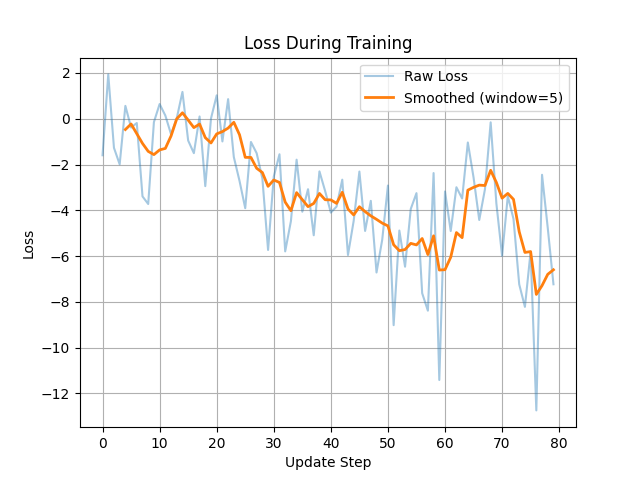 Loss During Training
Raw Loss
Smoothed (window=5)
Loss
2
0
−2
−4
−6
−8
−10
−12
0 10 20 30 40 50 60 70 80
Update Step